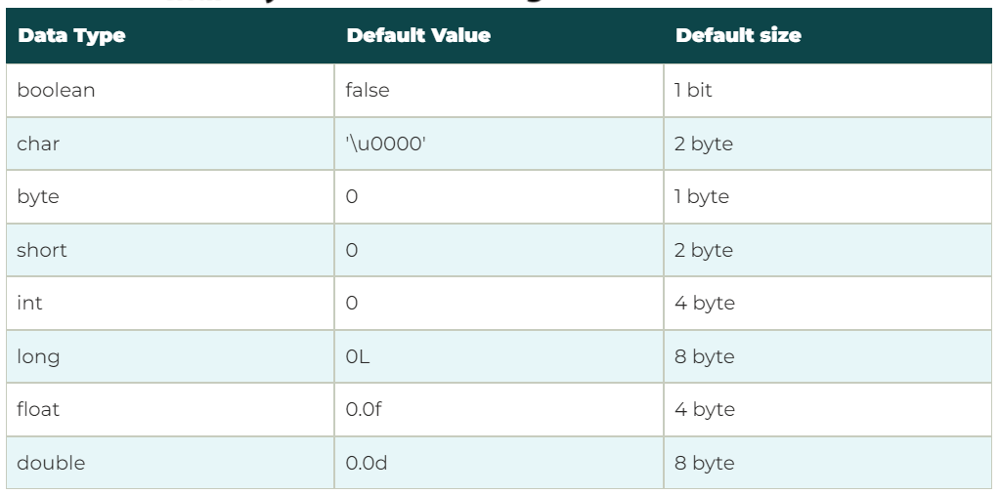 Data Type Default Value Default size
boolean false 1 bit
char '\u0000' 2 byte
byte 0 1 byte
short 0 2 byte
int 0 4 byte
long 0L 8 byte
float 0.0f 4 byte
double 0.0d 8 byte